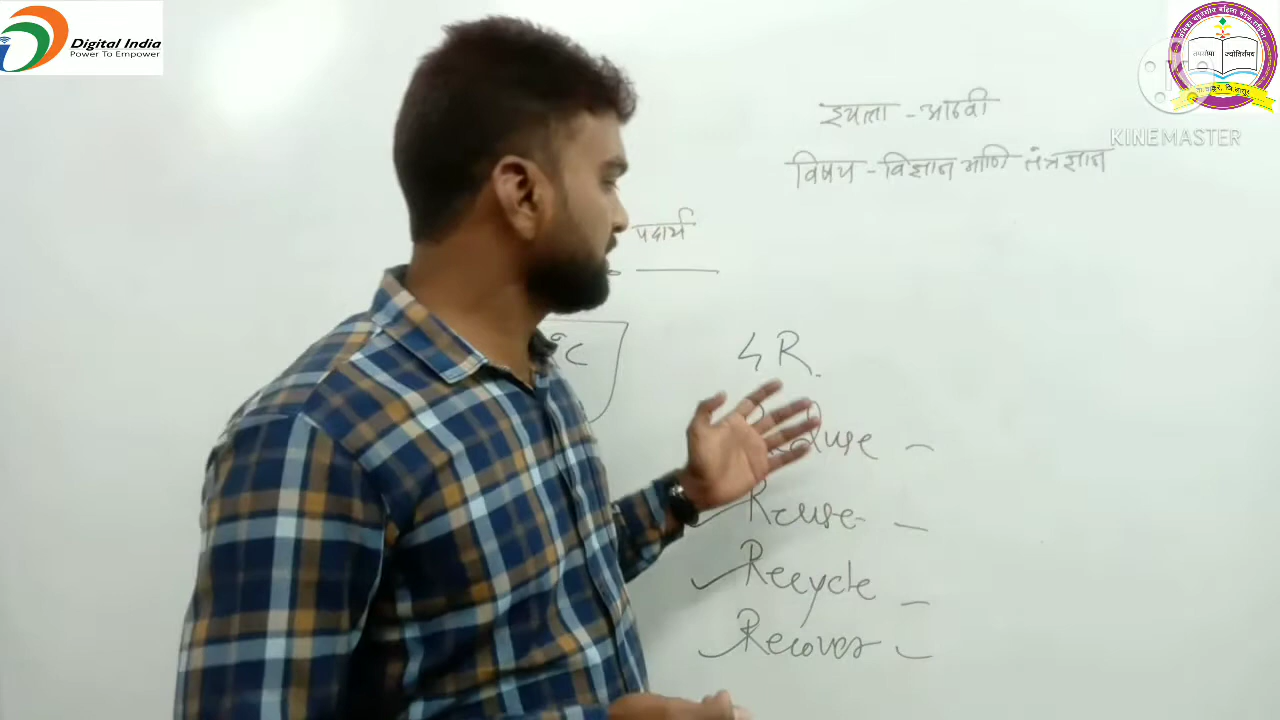 Digital India
Power To Empower
KINEMASTER
इयत्ता - आठवी
विषय - विज्ञान आणि तंत्रज्ञान
पदार्थ
°C
4 R.
Reuse -
Recycle -
Recover -